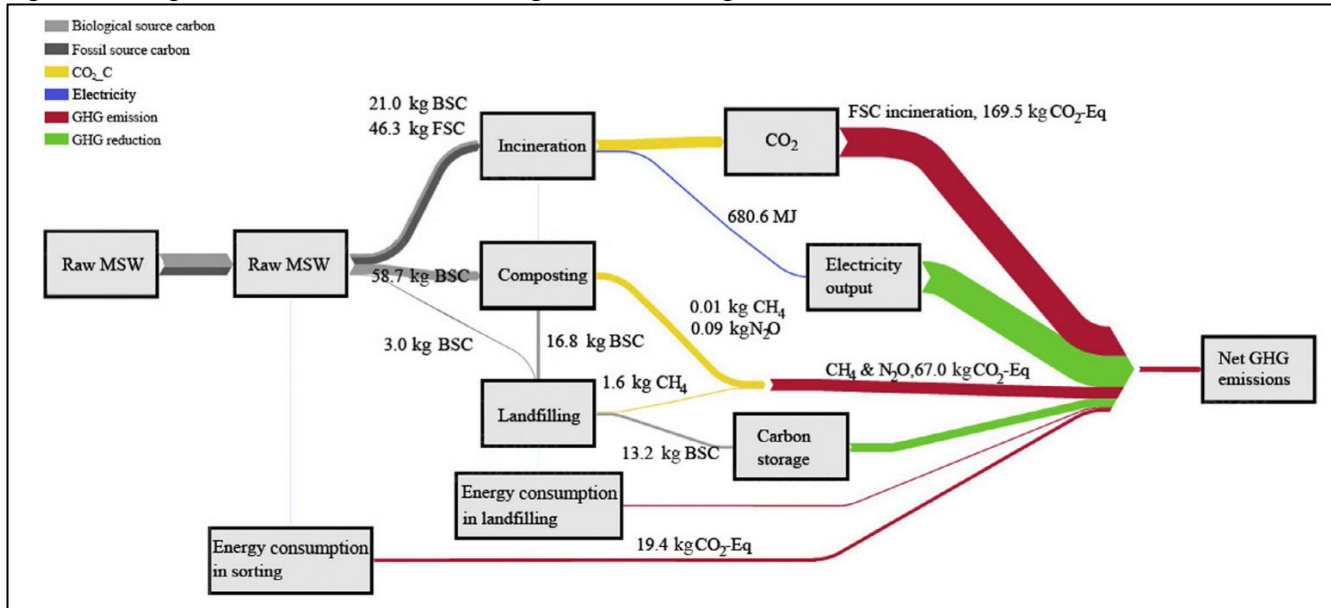 Biological source carbon
Fossil source carbon
CO2_C
Electricity
GHG emission
GHG reduction
21.0 kg BSC
46.3 kg FSC
Incineration
CO2
FSC incineration, 169.5 kg CO2-Eq
680.6 MJ
Raw MSW
Raw MSW
58.7 kg BSC
Composting
Electricity
output
0.01 kg CH4
0.09 kgN2O
3.0 kg BSC
16.8 kg BSC
1.6 kg CH4
CH4 & N2O,67.0 kg CO2-Eq
Net GHG
emissions
Landfilling
13.2 kg BSC
Carbon
storage
Energy consumption
in landfilling
19.4 kg CO2-Eq
Energy consumption
in sorting